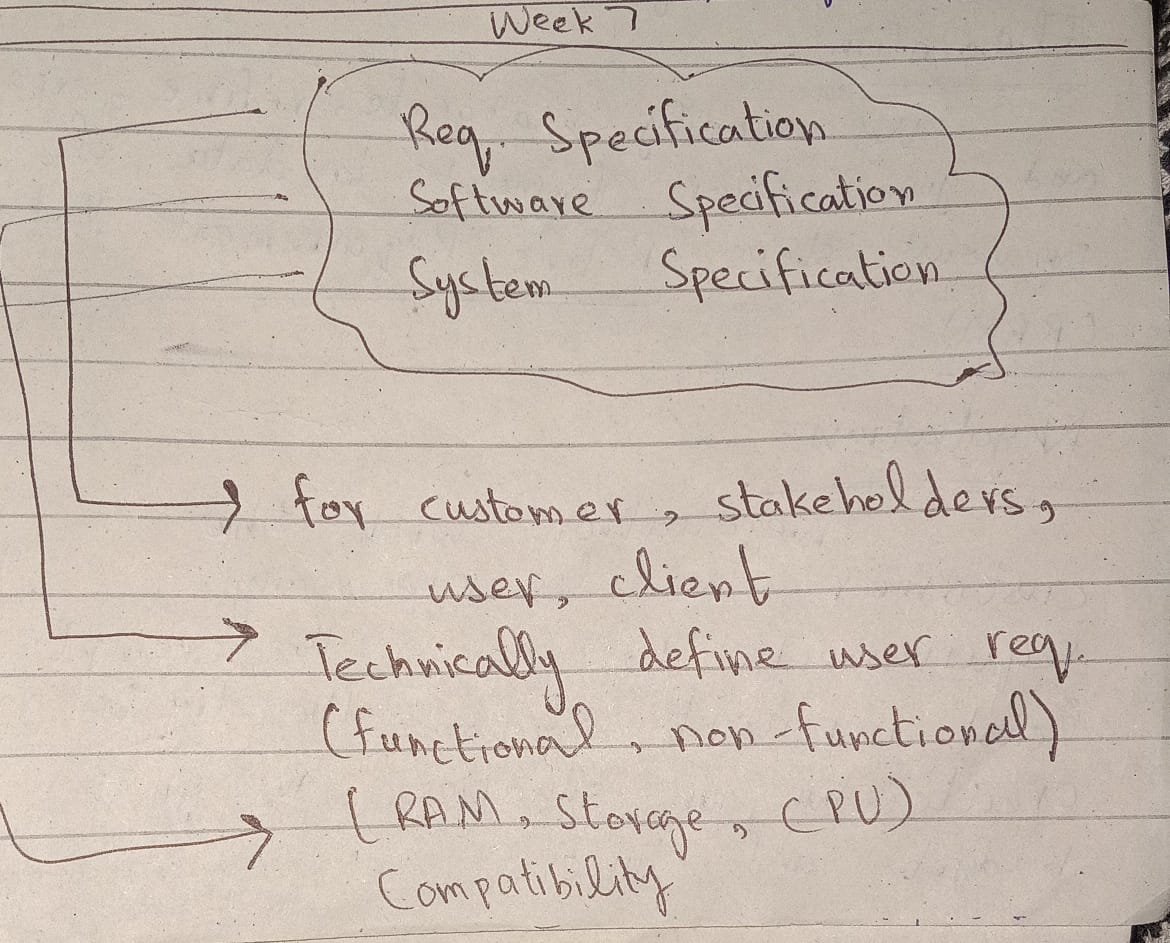 Week 7
Req. Specification
Software Specification
System Specification
for customer, stakeholders,
user, client
Technically define user req.
(functional, non-functional)
(RAM, Storage, CPU)
Compatibility